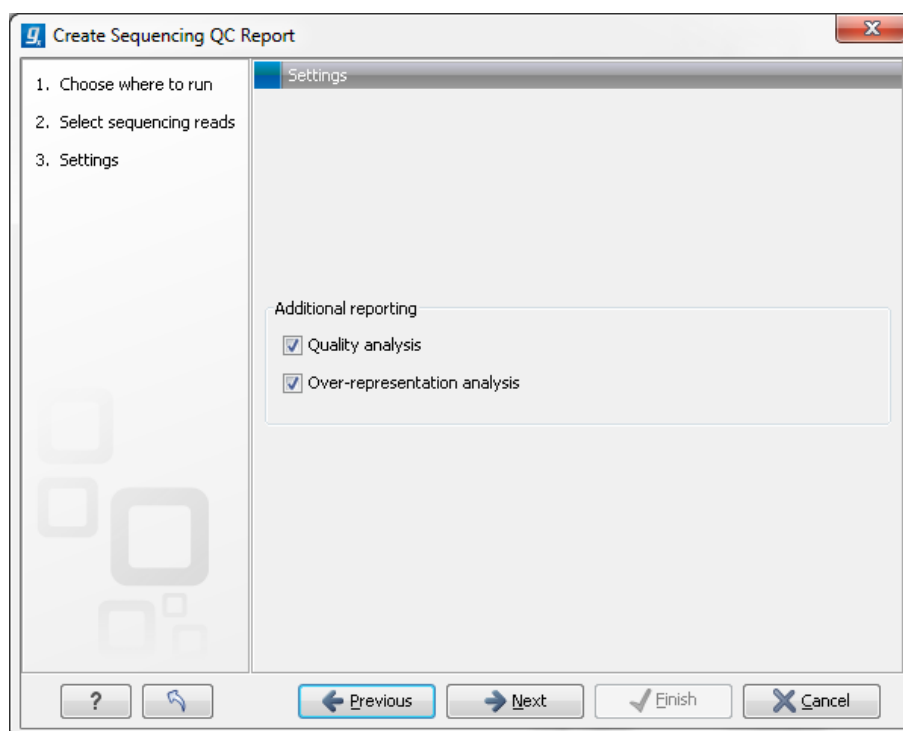 Create Sequencing QC Report
1. Choose where to run
2. Select sequencing reads
3. Settings
Settings
Additional reporting
Quality analysis
Over-representation analysis
? Previous Next Finish Cancel